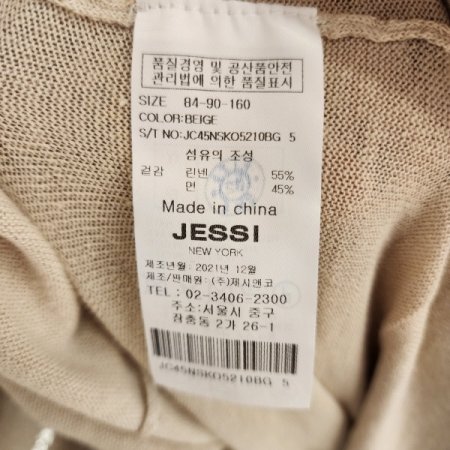 품질경영 및 공산품안전
관리법에 의한 품질표시
SIZE 84-90-160
COLOR:BEIGE
S/T NO:JC45NSKO5210BG 5
섬유의 조성
겉감 린넨 55%
면 45%
Made in china
JESSI
NEW YORK
제조년월 : 2021년 12월
제조/판매원 : (주)제시앤코
TEL : 02-3406-2300
주소:서울시 중구
장충동 2가 26-1
JC45NSKO5210BG 5